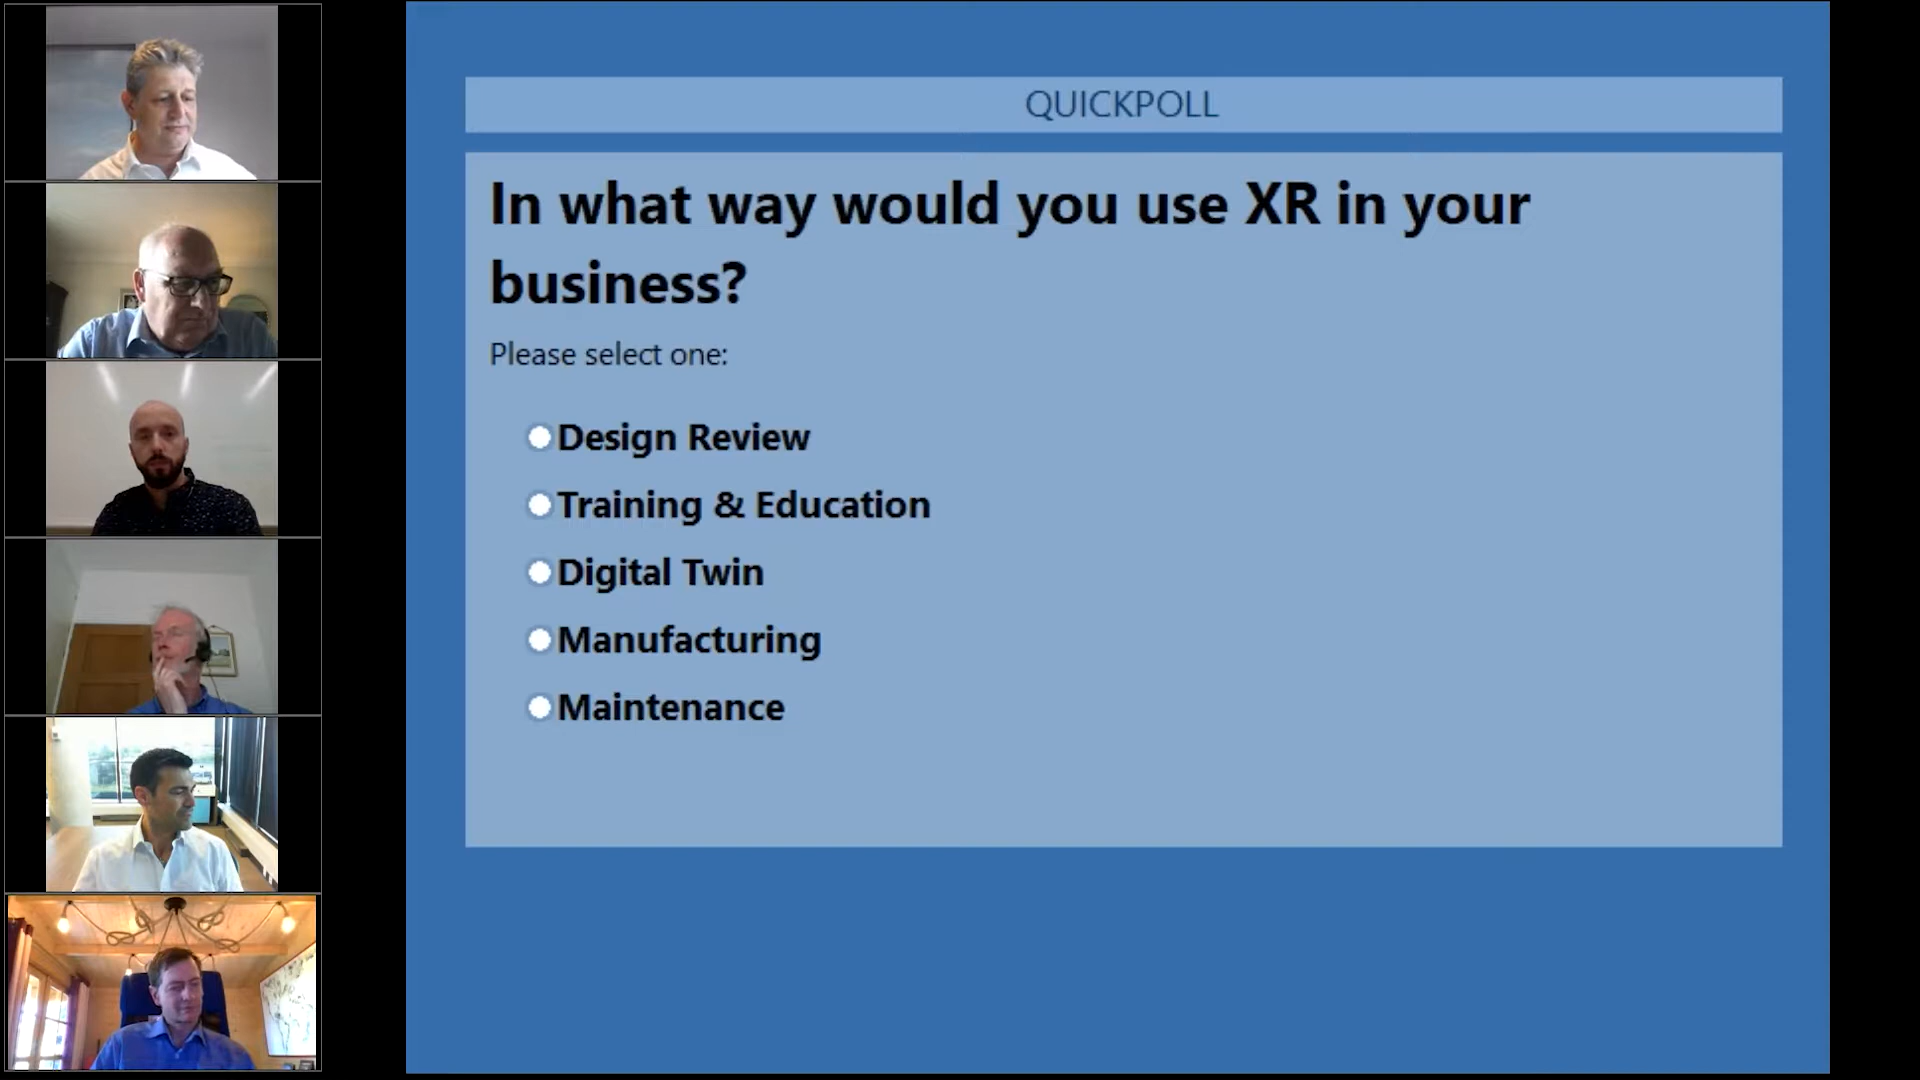 QUICKPOLL
In what way would you use XR in your
business?
Please select one:
Design Review
Training & Education
Digital Twin
Manufacturing
Maintenance